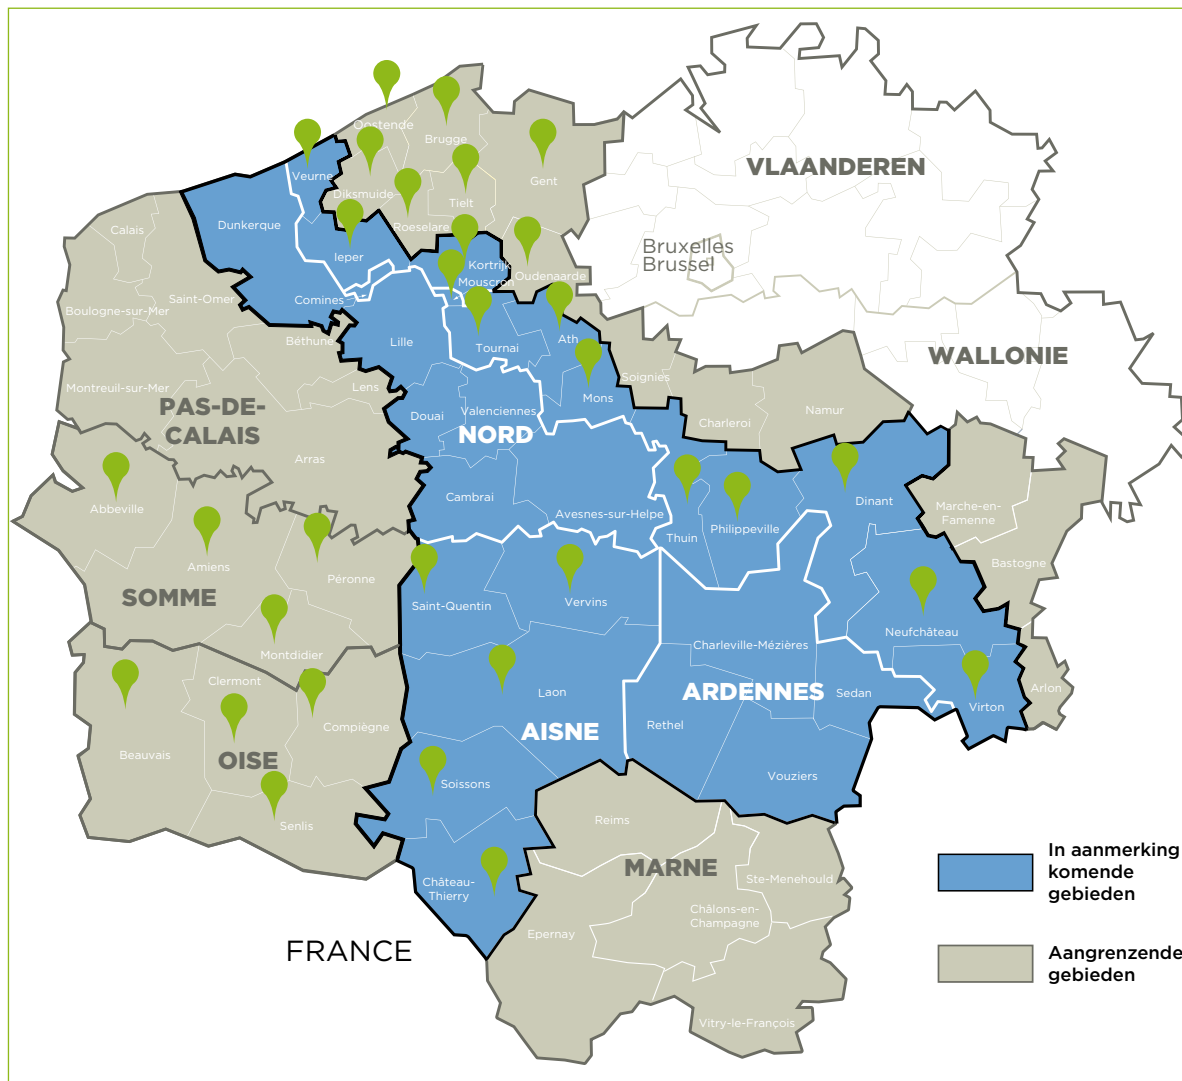 Oostende
Brugge
VLAANDEREN
Veurne
Diksmuide
Tielt
Gent
Calais
Dunkerque
Roeselare
Ieper
Bruxelles
Brussel
Kortrijk
Mouscron
Oudenaarde
Saint-Omer
Comines
Boulogne-sur-Mer
Béthune
Lille
Tournai
Ath
WALLONIE
Soignies
Montreuil-sur-Mer
Lens
Mons
PAS-DE-
CALAIS
Douai
Valenciennes
NORD
Charleroi
Namur
Arras
Cambrai
Avesnes-sur-Helpe
Dinant
Abbeville
Marche-en-
Famenne
Thuin
Philippeville
Amiens
Bastogne
Péronne
SOMME
Saint-Quentin
Vervins
Neufchâteau
Montdidier
Charleville-Mézières
Clermont
Laon
ARDENNES
Sedan
Arlon
Virton
Compiègne
Rethel
AISNE
Beauvais
OISE
Soissons
Vouziers
Senlis
Reims
MARNE
Château-
Thierry
Ste-Menehould
Châlons-en-
Champagne
Epernay
FRANCE
Vitry-le-François
In aanmerking
komende
gebieden
Aangrenzende
gebieden